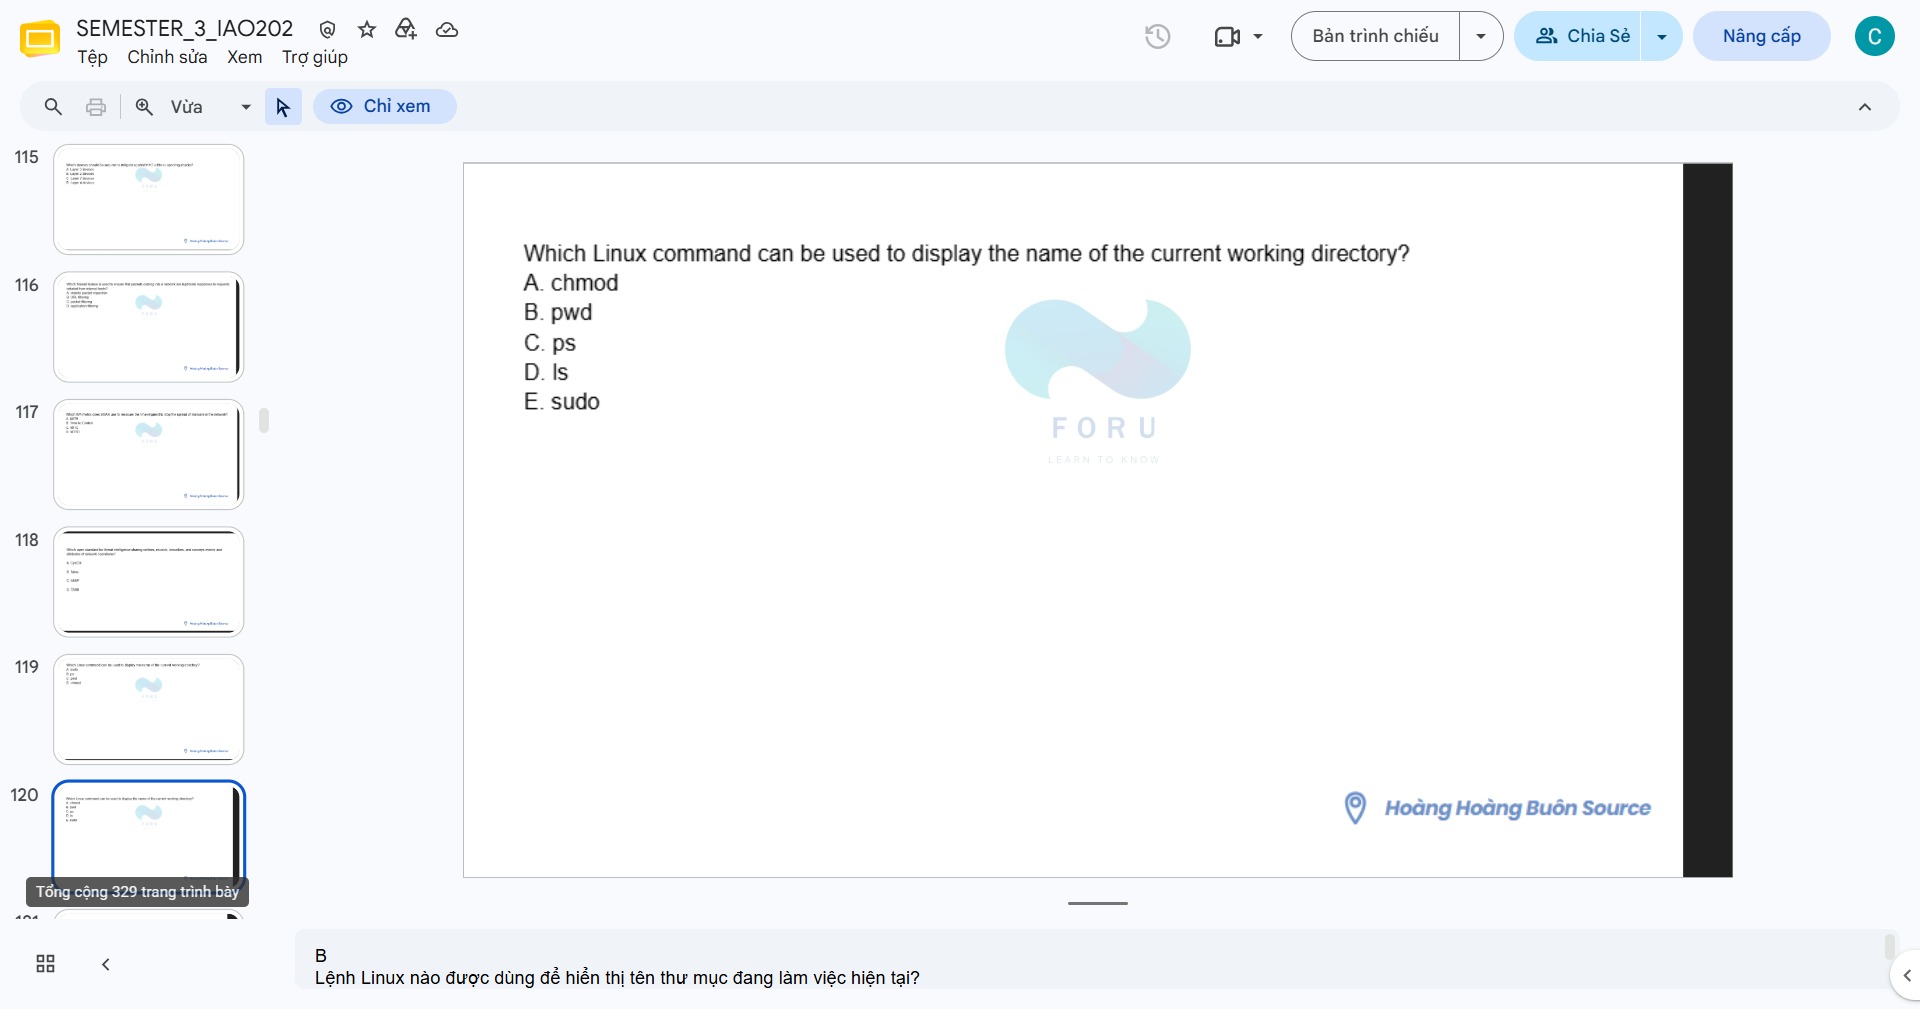 SEMESTER_3_IAO202
Tệp Chỉnh sửa Xem Trợ giúp
Bản trình chiếu
Chia Sẻ
Nâng cấp
C
Vừa
Chỉ xem
115
116
117
118
119
120
Tổng cộng 329 trang trình bày
Which Linux command can be used to display the name of the current working directory?
A. chmod
B. pwd
C. ps
D. ls
E. sudo
FORU
LEARN TO KNOW
Hoàng Hoàng Buôn Source
B
Lệnh Linux nào được dùng để hiển thị tên thư mục đang làm việc hiện tại?